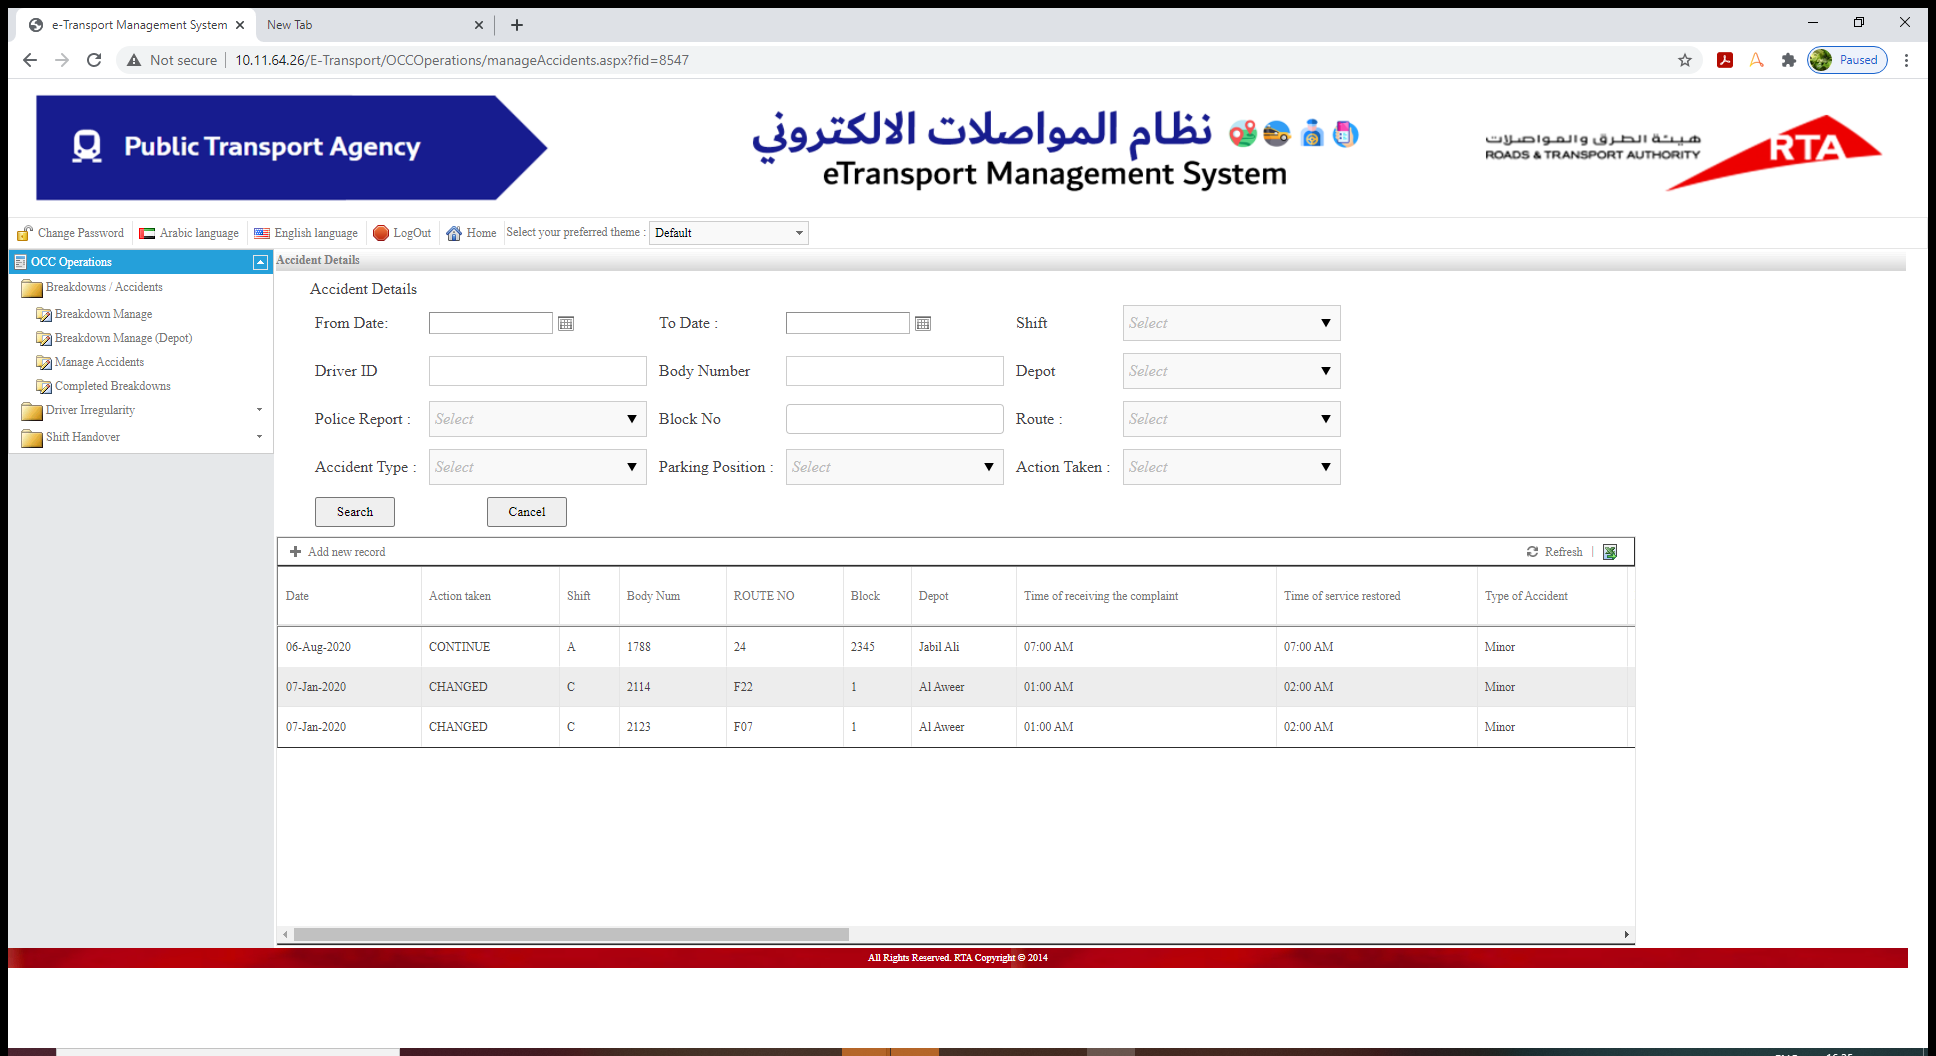 e-Transport Management System
New Tab
Not secure
10.11.64.26/E-Transport/OCCOperations/manageAccidents.aspx?fid=8547
Paused
Public Transport Agency
نظام المواصلات الالكتروني
eTransport Management System
هيئة الطرق والمواصلات
ROADS & TRANSPORT AUTHORITY
RTA
Change Password
Arabic language
English language
LogOut
Home
Select your preferred theme :
Default
OCC Operations
Breakdowns / Accidents
Breakdown Manage
Breakdown Manage (Depot)
Manage Accidents
Completed Breakdowns
Driver Irregularity
Shift Handover
Accident Details
Accident Details
From Date:
To Date :
Shift
Select
Driver ID
Body Number
Depot
Select
Police Report :
Select
Block No
Route :
Select
Accident Type :
Select
Parking Position :
Select
Action Taken :
Select
Search
Cancel
Add new record
Refresh
Date Action taken Shift Body Num ROUTE NO Block Depot Time of receiving the complaint Time of service restored Type of Accident
06-Aug-2020 CONTINUE A 1788 24 2345 Jabil Ali 07:00 AM 07:00 AM Minor
07-Jan-2020 CHANGED C 2114 F22 1 Al Aweer 01:00 AM 02:00 AM Minor
07-Jan-2020 CHANGED C 2123 F07 1 Al Aweer 01:00 AM 02:00 AM Minor
All Rights Reserved. RTA Copyright © 2014